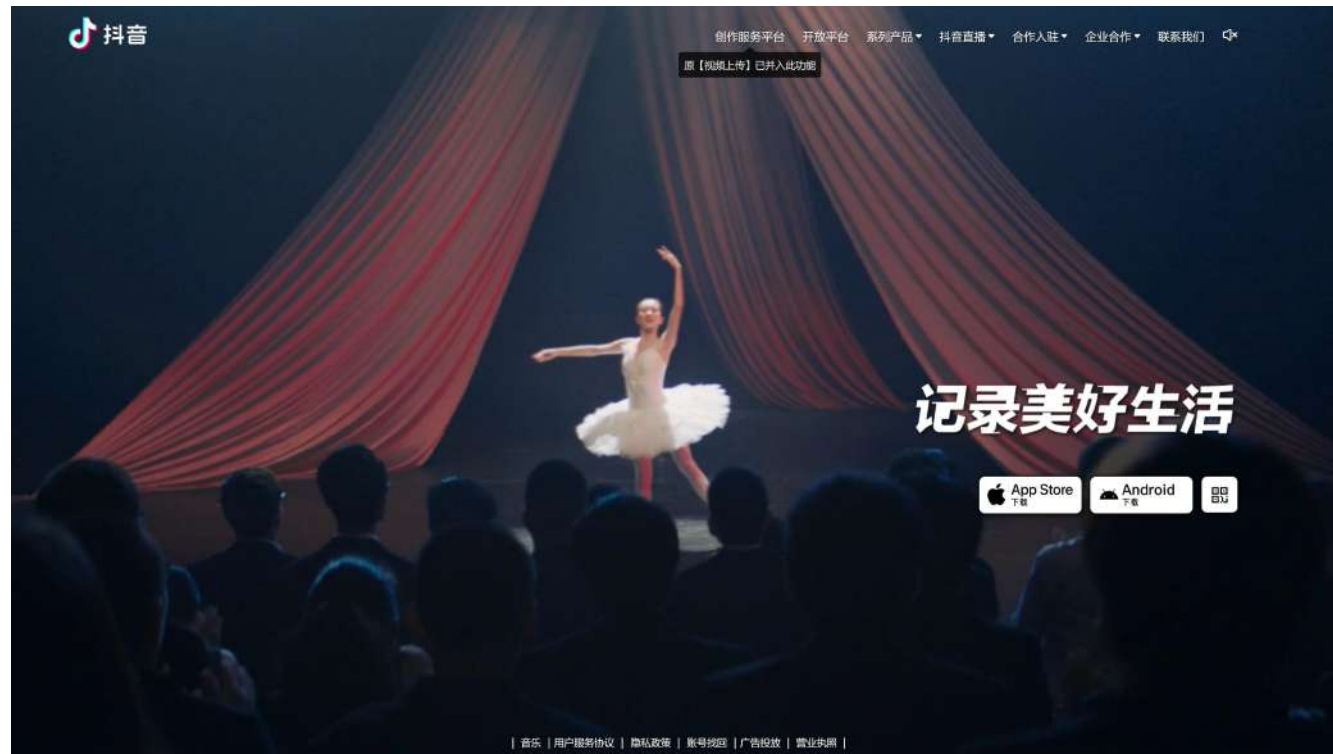 抖音
创作服务平台 开放平台 系列产品 抖音直播 合作入驻 企业合作 联系我们
原【视频上传】已并入此功能
记录美好生活
App Store
下载
Android
下载
| 音乐 | 用户服务协议 | 隐私政策 | 账号找回 | 广告投放 | 营业执照 |